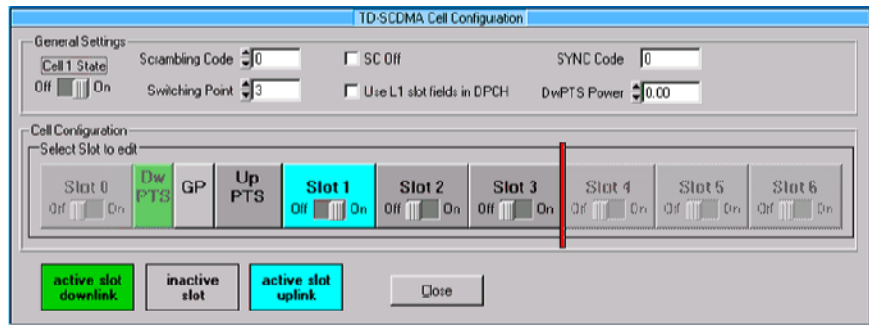 TD-SCDMA Cell Configuration
General Settings
Cell 1 State
Off On
Scrambling Code 0
SC Off
SYNC Code 0
Switching Point 3
Use L1 slot fields in DPCH
DwPTS Power 0.00
Cell Configuration
Select Slot to edit
Slot 0
Off On
Dw
PTS
GP
Up
PTS
Slot 1
Off On
Slot 2
Off On
Slot 3
Off On
Slot 4
Off On
Slot 5
Off On
Slot 6
Off On
active slot
downlink
inactive
slot
active slot
uplink
Close